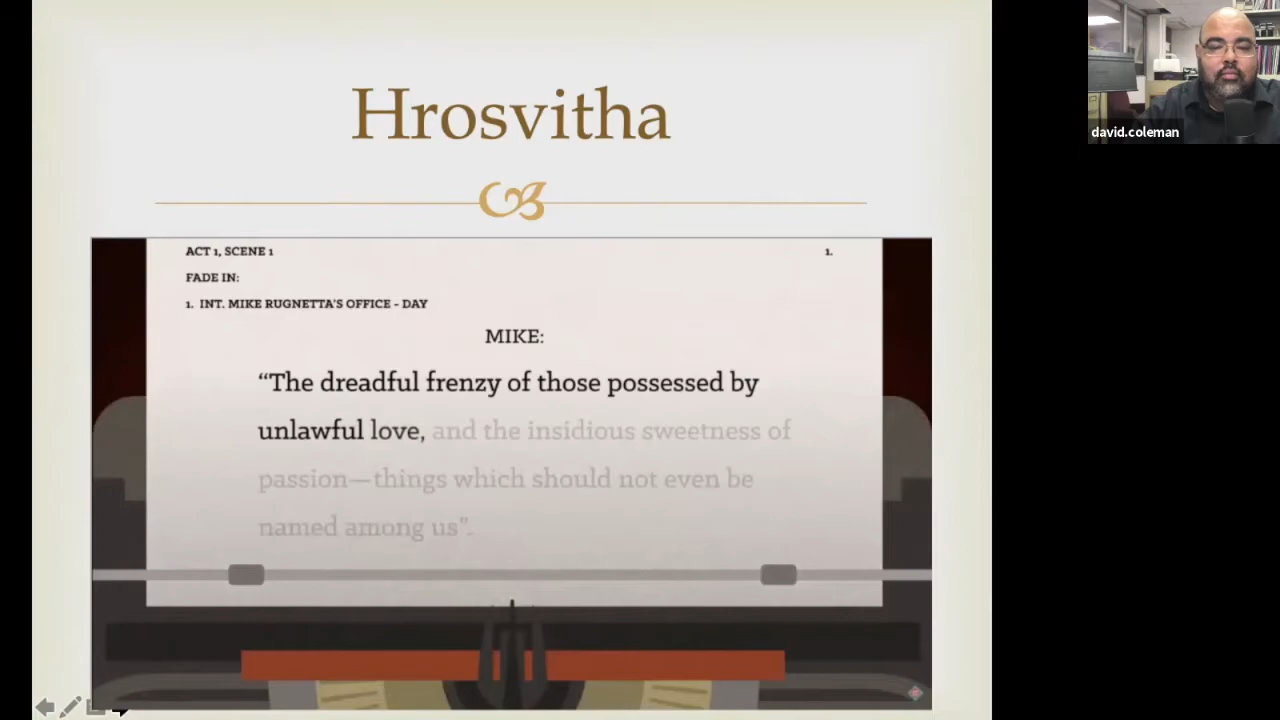 Hrosvitha
ACT 1, SCENE 1 1.
FADE IN:
1. INT. MIKE RUGNETTA'S OFFICE - DAY
MIKE:
“The dreadful frenzy of those possessed by
unlawful love, and the insidious sweetness of
passion—things which should not even be
named among us”.
david.coleman